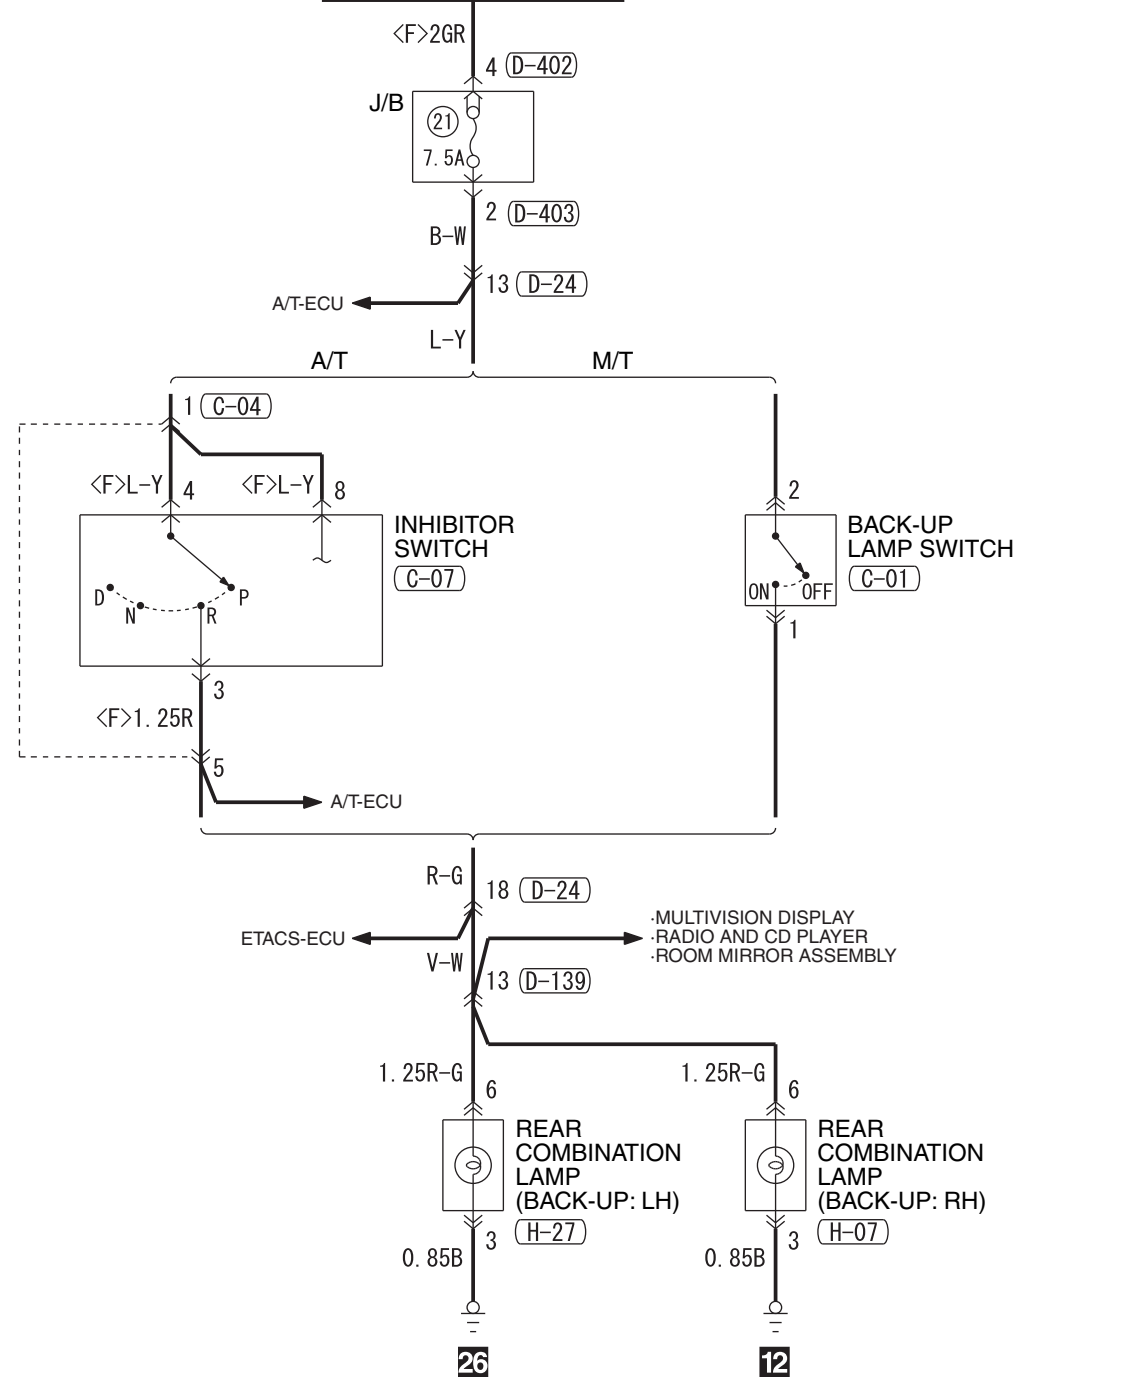 <F>2GR
4 D-402
J/B
21
7.5A
2 D-403
B-W
13 D-24
A/T-ECU
L-Y
A/T
M/T
1 C-04
<F>L-Y 4
<F>L-Y 8
2
INHIBITOR
SWITCH
C-07
D
N
R
P
BACK-UP
LAMP SWITCH
C-01
ON
OFF
1
3
<F>1.25R
5
A/T-ECU
R-G
18 D-24
ETACS-ECU
·MULTIVISION DISPLAY
·RADIO AND CD PLAYER
·ROOM MIRROR ASSEMBLY
V-W
13 D-139
1.25R-G
6
1.25R-G
6
REAR
COMBINATION
LAMP
(BACK-UP: LH)
H-27
REAR
COMBINATION
LAMP
(BACK-UP: RH)
H-07
3
0.85B
3
0.85B
26
12